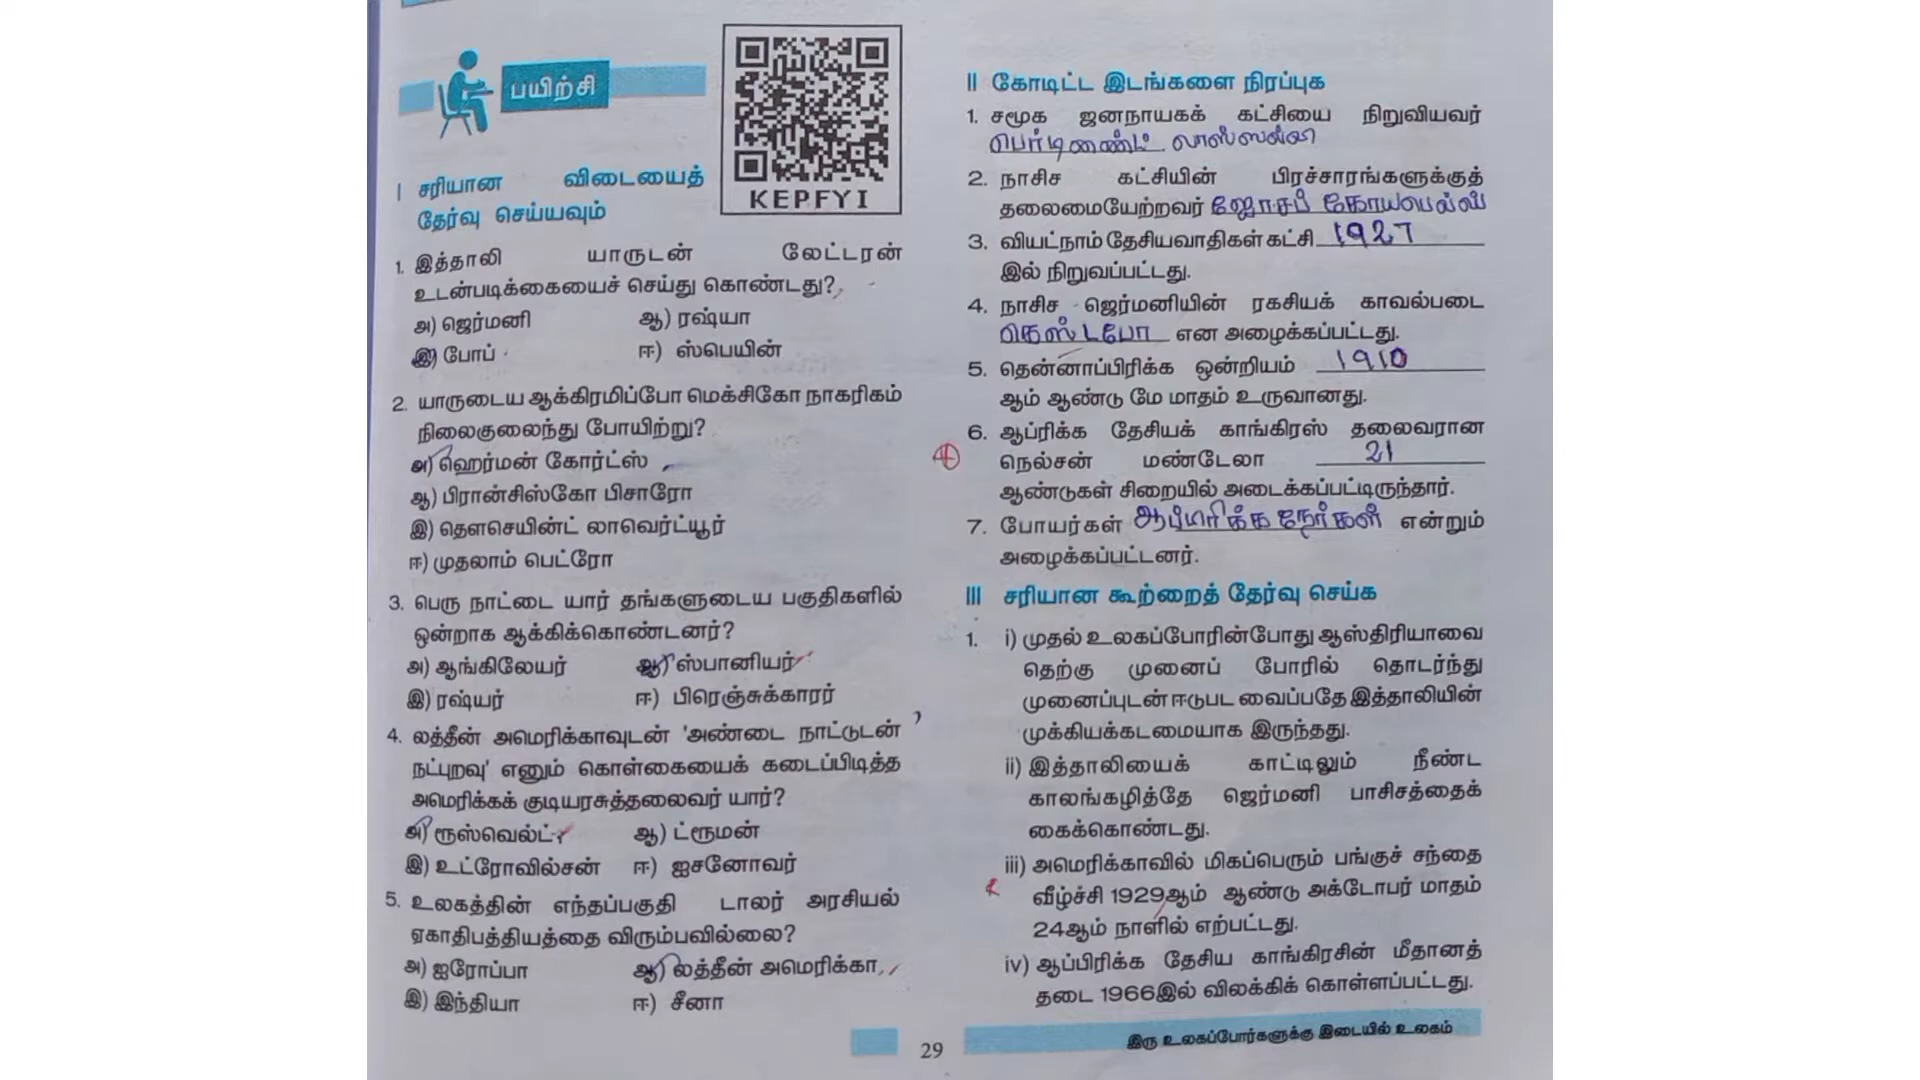 பயிற்சி
KEPFYI
I சரியான விடையைத்
தேர்வு செய்யவும்
1. இத்தாலி யாருடன் லேட்டரன்
உடன்படிக்கையைச் செய்து கொண்டது?
அ) ஜெர்மனி ஆ) ரஷ்யா
இ) போப் ஈ) ஸ்பெயின்
2. யாருடைய ஆக்கிரமிப்போ மெக்சிகோ நாகரிகம்
நிலைகுலைந்து போயிற்று?
அ) ஹெர்மன் கோர்ட்ஸ்
ஆ) பிரான்சிஸ்கோ பிசாரோ
இ) தௌசெயின்ட் லாவெர்ட்யூர்
ஈ) முதலாம் பெட்ரோ
3. பெரு நாட்டை யார் தங்களுடைய பகுதிகளில்
ஒன்றாக ஆக்கிக்கொண்டனர்?
அ) ஆங்கிலேயர் ஆ) ஸ்பானியர்
இ) ரஷ்யர் ஈ) பிரெஞ்சுக்காரர்
4. லத்தீன் அமெரிக்காவுடன் 'அண்டை நாட்டுடன்
நட்புறவு' எனும் கொள்கையைக் கடைப்பிடித்த
அமெரிக்கக் குடியரசுத்தலைவர் யார்?
அ) ரூஸ்வெல்ட் ஆ) ட்ரூமன்
இ) உட்ரோவில்சன் ஈ) ஐசனோவர்
5. உலகத்தின் எந்தப்பகுதி டாலர் அரசியல்
ஏகாதிபத்தியத்தை விரும்பவில்லை?
அ) ஐரோப்பா ஆ) லத்தீன் அமெரிக்கா
இ) இந்தியா ஈ) சீனா
II கோடிட்ட இடங்களை நிரப்புக
1. சமூக ஜனநாயகக் கட்சியை நிறுவியவர்
பெர்டிணண்ட் லாஸ்ஸல்லி
2. நாசிச கட்சியின் பிரச்சாரங்களுக்குத்
தலைமையேற்றவர் ஜோசப் கோயபெல்ஸ்
3. வியட்நாம் தேசியவாதிகள் கட்சி 1927
இல் நிறுவப்பட்டது.
4. நாசிச ஜெர்மனியின் ரகசியக் காவல்படை
கெஸ்டபோ என அழைக்கப்பட்டது.
5. தென்னாப்பிரிக்க ஒன்றியம் 1910
ஆம் ஆண்டு மே மாதம் உருவானது.
6. ஆப்ரிக்க தேசியக் காங்கிரஸ் தலைவரான
நெல்சன் மண்டேலா 21
ஆண்டுகள் சிறையில் அடைக்கப்பட்டிருந்தார்.
7. போயர்கள் என்றும்
அழைக்கப்பட்டனர்.
III சரியான கூற்றைத் தேர்வு செய்க
1. i) முதல் உலகப்போரின்போது ஆஸ்திரியாவை
தெற்கு முனைப் போரில் தொடர்ந்து
முனைப்புடன் ஈடுபட வைப்பதே இத்தாலியின்
முக்கியக்கடமையாக இருந்தது.
ii) இத்தாலியைக் காட்டிலும் நீண்ட
காலங்கழித்தே ஜெர்மனி பாசிசத்தைக்
கைக்கொண்டது.
iii) அமெரிக்காவில் மிகப்பெரும் பங்குச் சந்தை
வீழ்ச்சி 1929ஆம் ஆண்டு அக்டோபர் மாதம்
24ஆம் நாளில் எற்பட்டது.
iv) ஆப்பிரிக்க தேசிய காங்கிரசின் மீதானத்
தடை 1966இல் விலக்கிக் கொள்ளப்பட்டது.
29
இரு உலகப்போர்களுக்கு இடையில் உலகம்